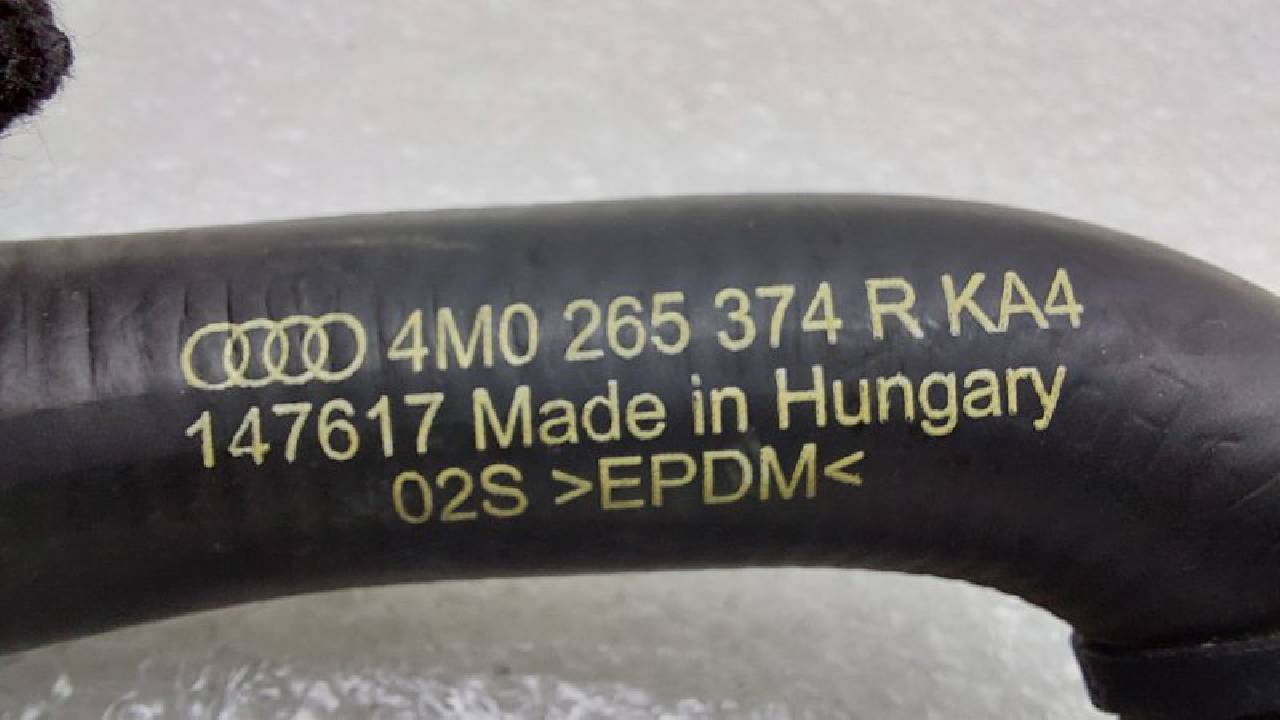 4M0 265 374 R KA4
147617 Made in Hungary
02S >EPDM<